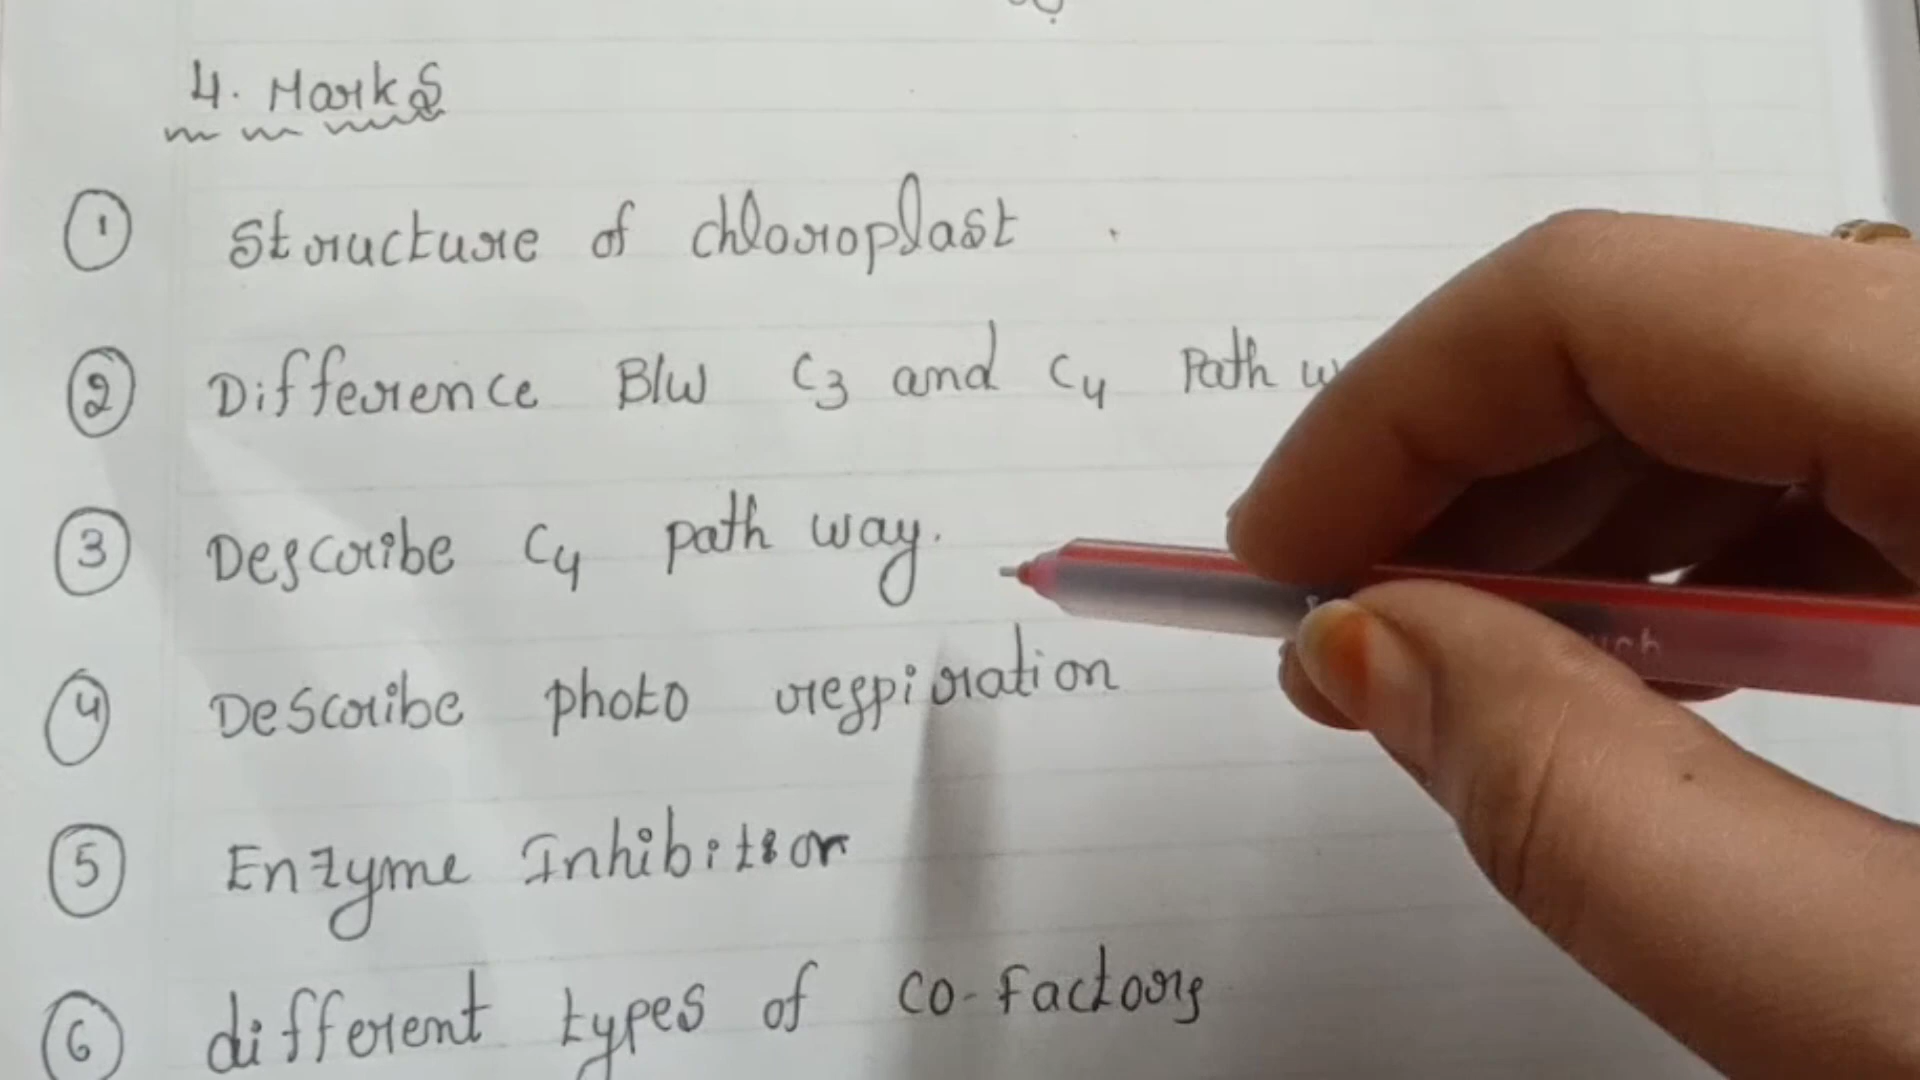 4. Marks
① Structure of chloroplast.
② Difference B/W C3 and C4 Path
③ Describe C4 path way.
④ Describe photo respiration
⑤ Enzyme Inhibition
⑥ different types of co-factors